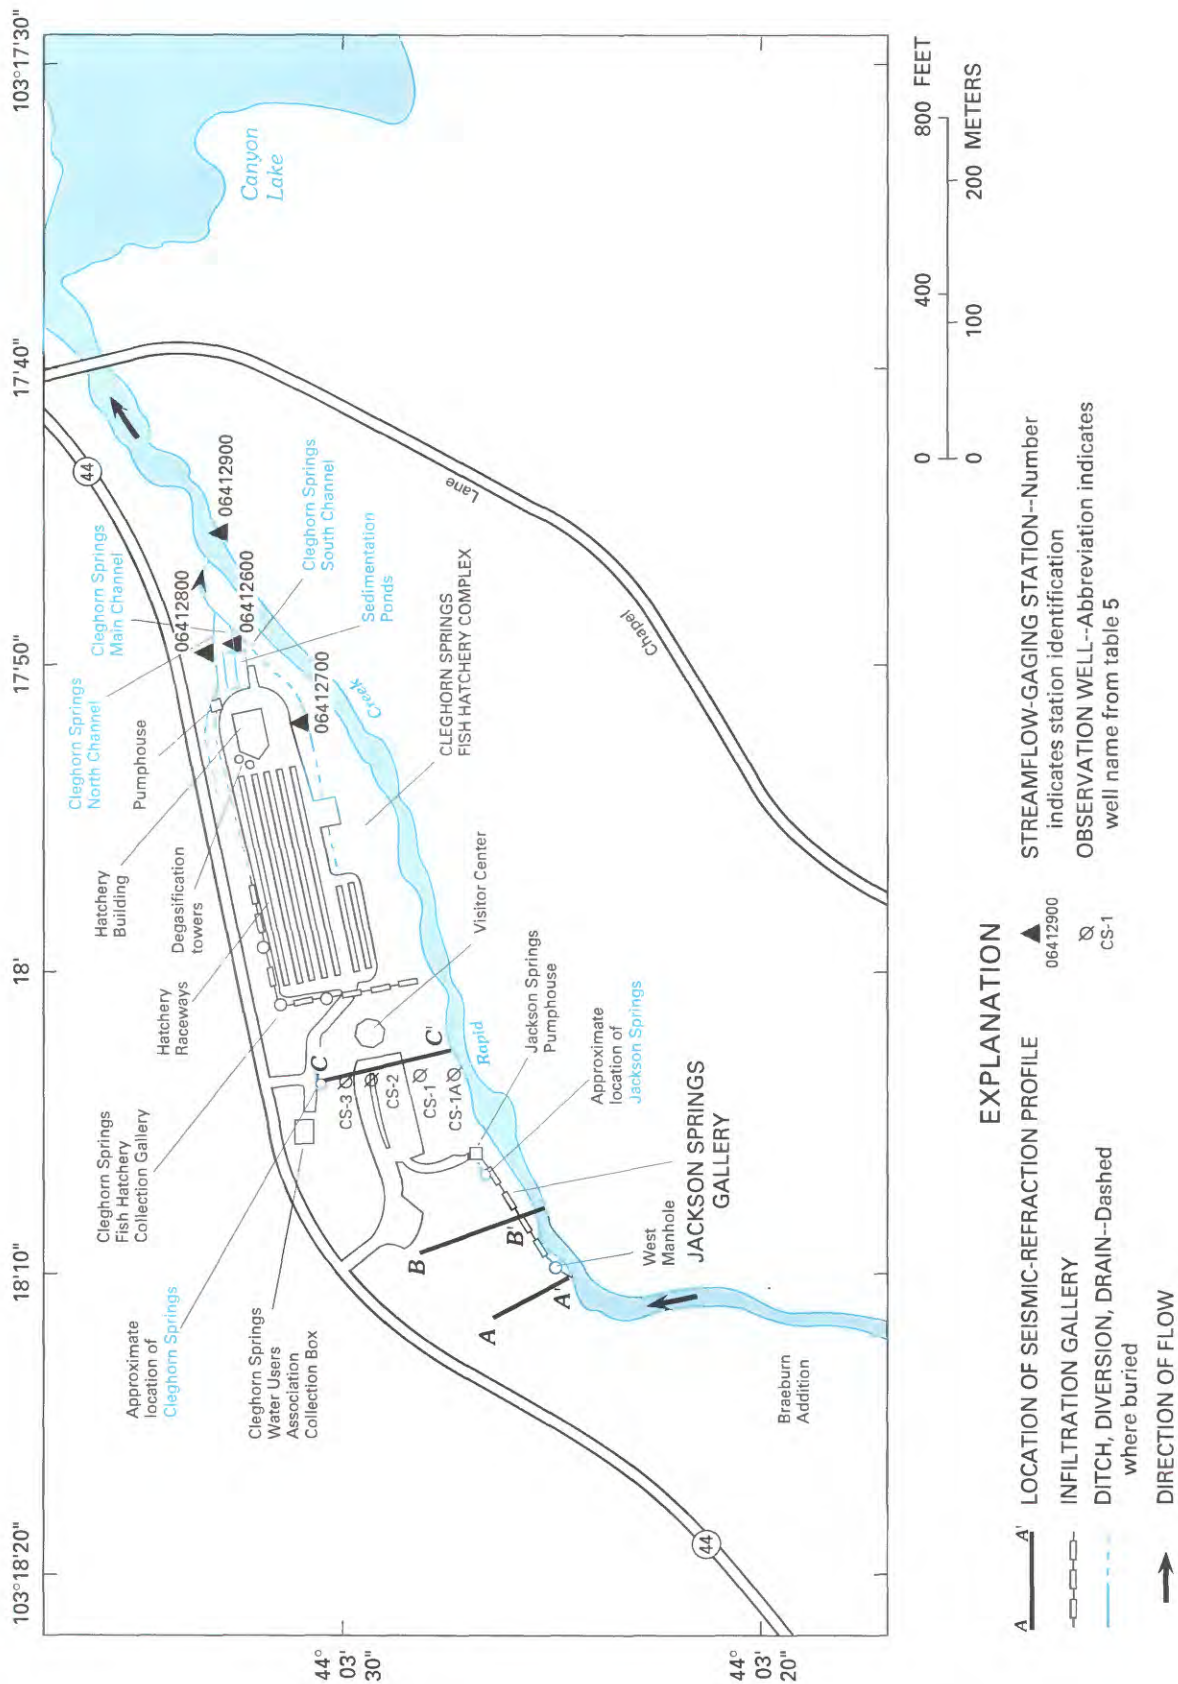 103°18'20"
18'10"
18'
17'50"
17'40"
103°17'30"
44°
03'
30"
44°
03'
20"
Approximate
location of
Cleghorn Springs
Cleghorn Springs
Water Users
Association
Collection Box
Cleghorn Springs
Fish Hatchery
Collection Gallery
Hatchery
Raceways
Degasification
towers
Hatchery
Building
Pumphouse
Cleghorn Springs
North Channel
Cleghorn Springs
Main Channel
06412800
06412600
06412900
06412700
44
Canyon
Lake
Cleghorn Springs
South Channel
Sedimentation
Ponds
CLEGHORN SPRINGS
FISH HATCHERY COMPLEX
Visitor Center
C
C'
CS-3
CS-2
CS-1
CS-1A
Rapid
Creek
Jackson Springs
Pumphouse
Approximate
location of
Jackson Springs
JACKSON SPRINGS
GALLERY
West
Manhole
B
B'
A
A'
Braeburn
Addition
44
Chapel
Lane
0 400 800 FEET
0 100 200 METERS
EXPLANATION
A A' LOCATION OF SEISMIC-REFRACTION PROFILE
INFILTRATION GALLERY
DITCH, DIVERSION, DRAIN--Dashed
where buried
DIRECTION OF FLOW
06412900 STREAMFLOW-GAGING STATION--Number
indicates station identification
CS-1 OBSERVATION WELL--Abbreviation indicates
well name from table 5